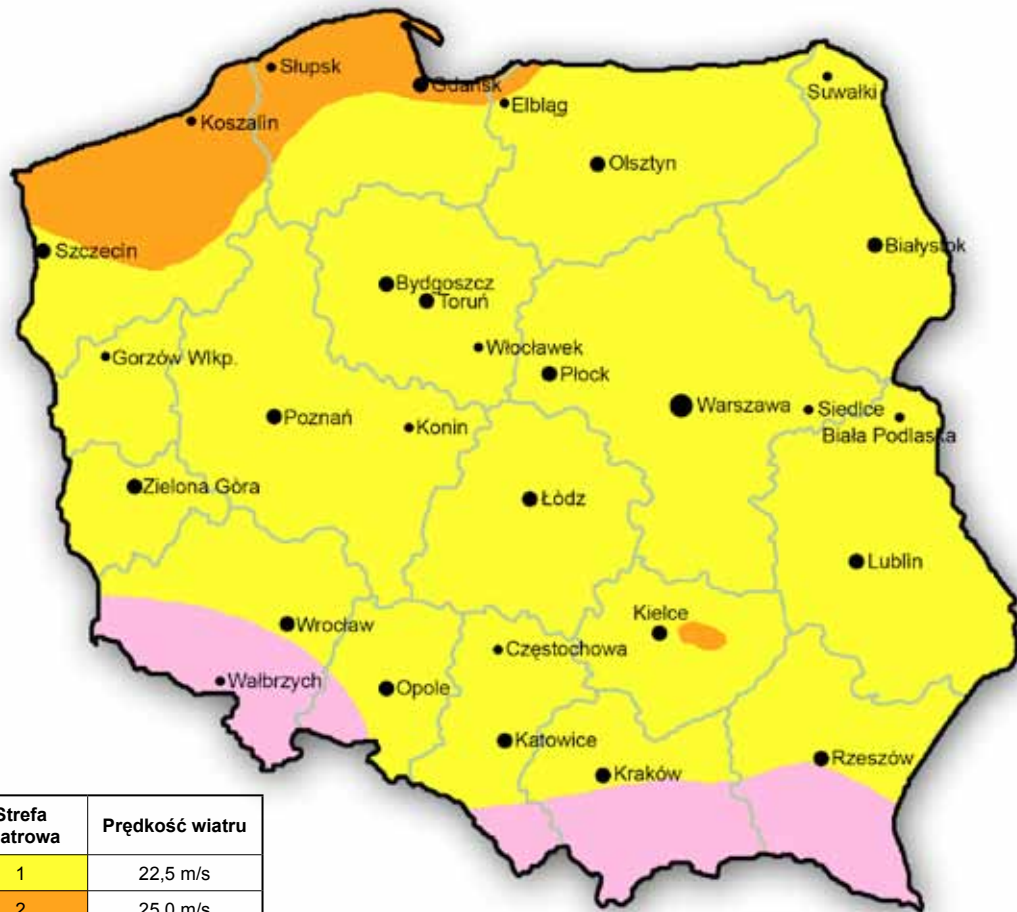 Słupsk
Gdańsk
Suwałki
Elbląg
Koszalin
Olsztyn
Białystok
Szczecin
Bydgoszcz
Toruń
Włocławek
Gorzów Wlkp.
Płock
Warszawa
Siedlce
Poznań
Konin
Biała Podlaska
Zielona Góra
Łódz
Lublin
Kielce
Wrocław
Częstochowa
Wałbrzych
Opole
Katowice
Rzeszów
Kraków
Strefa
Prędkość wiatru
1 22,5 m/s
2 25,0 m/s